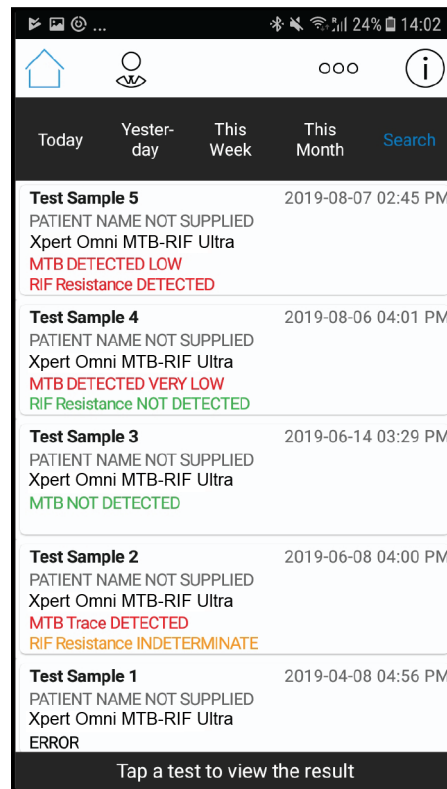 ... 24% 14:02
ooo i
Today Yester-day This Week This Month Search
Test Sample 5 2019-08-07 02:45 PM
PATIENT NAME NOT SUPPLIED
Xpert Omni MTB-RIF Ultra
MTB DETECTED LOW
RIF Resistance DETECTED
Test Sample 4 2019-08-06 04:01 PM
PATIENT NAME NOT SUPPLIED
Xpert Omni MTB-RIF Ultra
MTB DETECTED VERY LOW
RIF Resistance NOT DETECTED
Test Sample 3 2019-06-14 03:29 PM
PATIENT NAME NOT SUPPLIED
Xpert Omni MTB-RIF Ultra
MTB NOT DETECTED
Test Sample 2 2019-06-08 04:00 PM
PATIENT NAME NOT SUPPLIED
Xpert Omni MTB-RIF Ultra
MTB Trace DETECTED
RIF Resistance INDETERMINATE
Test Sample 1 2019-04-08 04:56 PM
PATIENT NAME NOT SUPPLIED
Xpert Omni MTB-RIF Ultra
ERROR
Tap a test to view the result